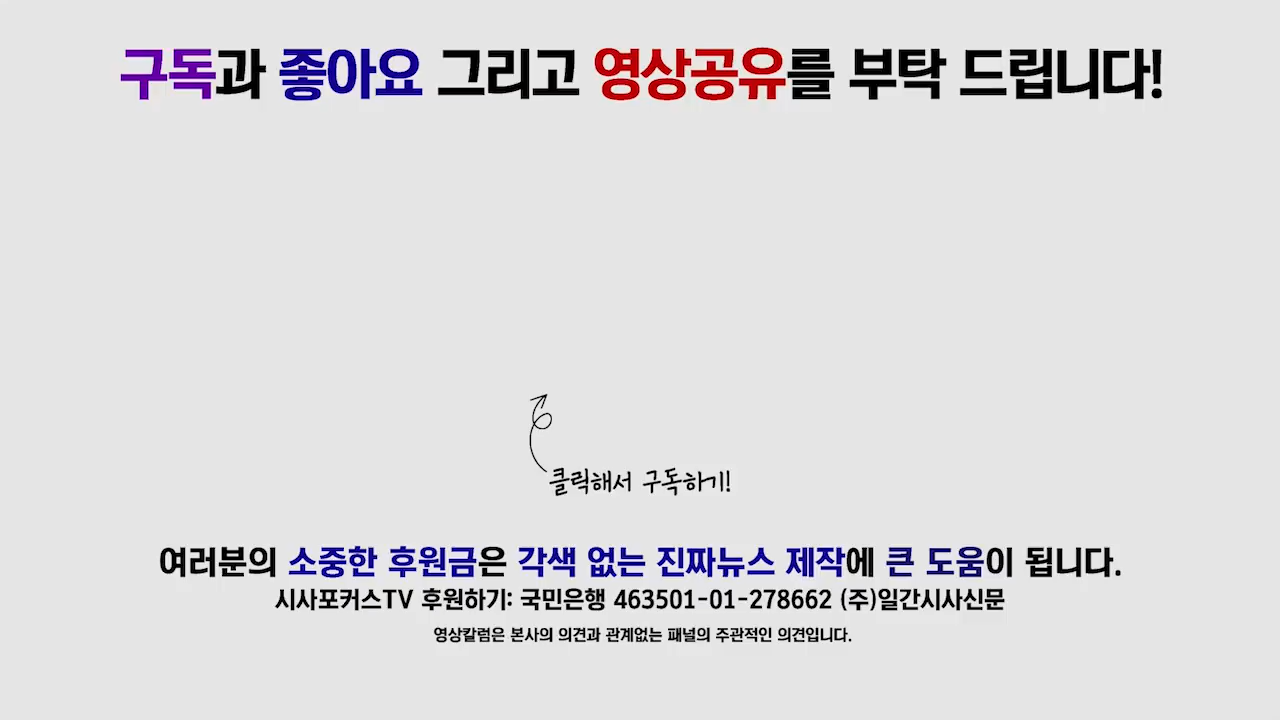 구독과 좋아요 그리고 영상공유를 부탁 드립니다!
클릭해서 구독하기!
여러분의 소중한 후원금은 각색 없는 진짜뉴스 제작에 큰 도움이 됩니다.
시사포커스TV 후원하기: 국민은행 463501-01-278662 (주)일간시사신문
영상칼럼은 본사의 의견과 관계없는 패널의 주관적인 의견입니다.